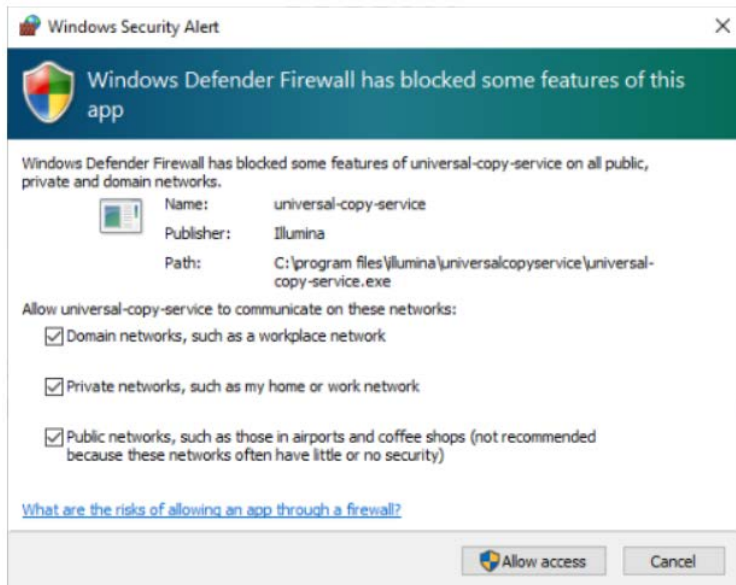 Windows Security Alert
Windows Defender Firewall has blocked some features of this
app
Windows Defender Firewall has blocked some features of universal-copy-service on all public,
private and domain networks.
Name: universal-copy-service
Publisher: Illumina
Path: C:\program files\illumina\universalcopyservice\universal-
copy-service.exe
Allow universal-copy-service to communicate on these networks:
Domain networks, such as a workplace network
Private networks, such as my home or work network
Public networks, such as those in airports and coffee shops (not recommended
because these networks often have little or no security)
What are the risks of allowing an app through a firewall?
Allow access Cancel